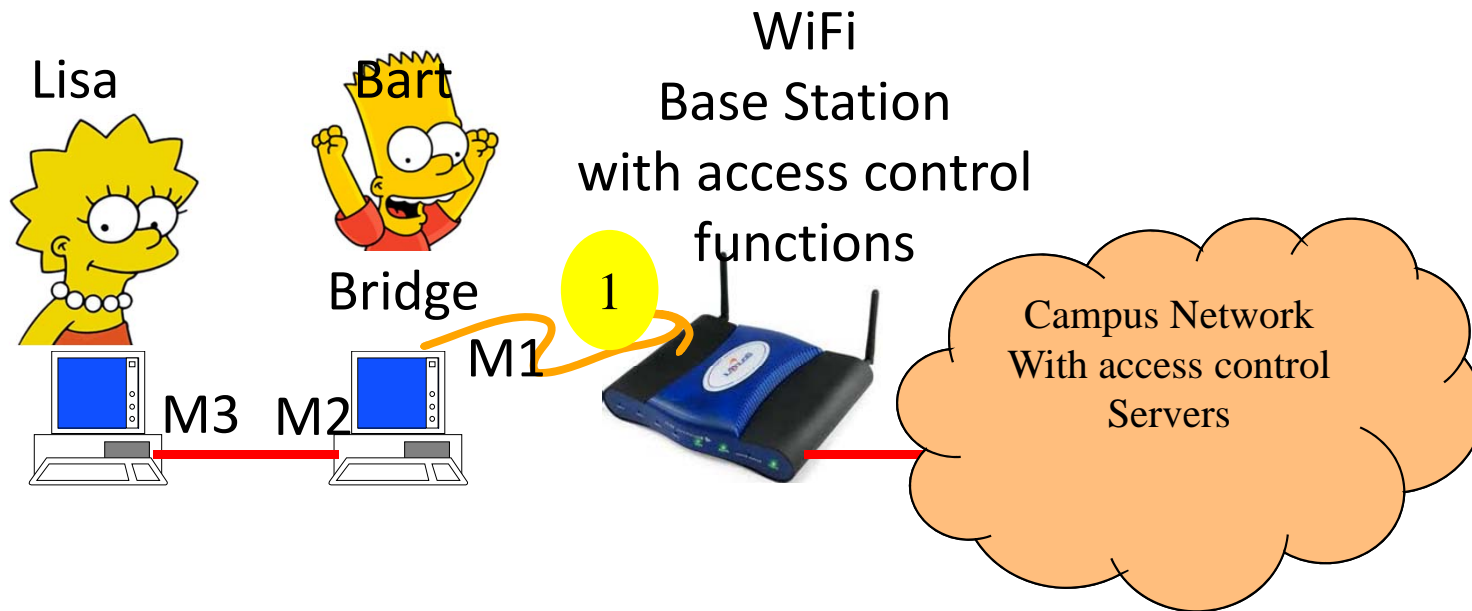 Lisa
Bart
WiFi
Base Station
with access control
functions
Bridge
1
M1
M3
M2
Campus Network
With access control
Servers